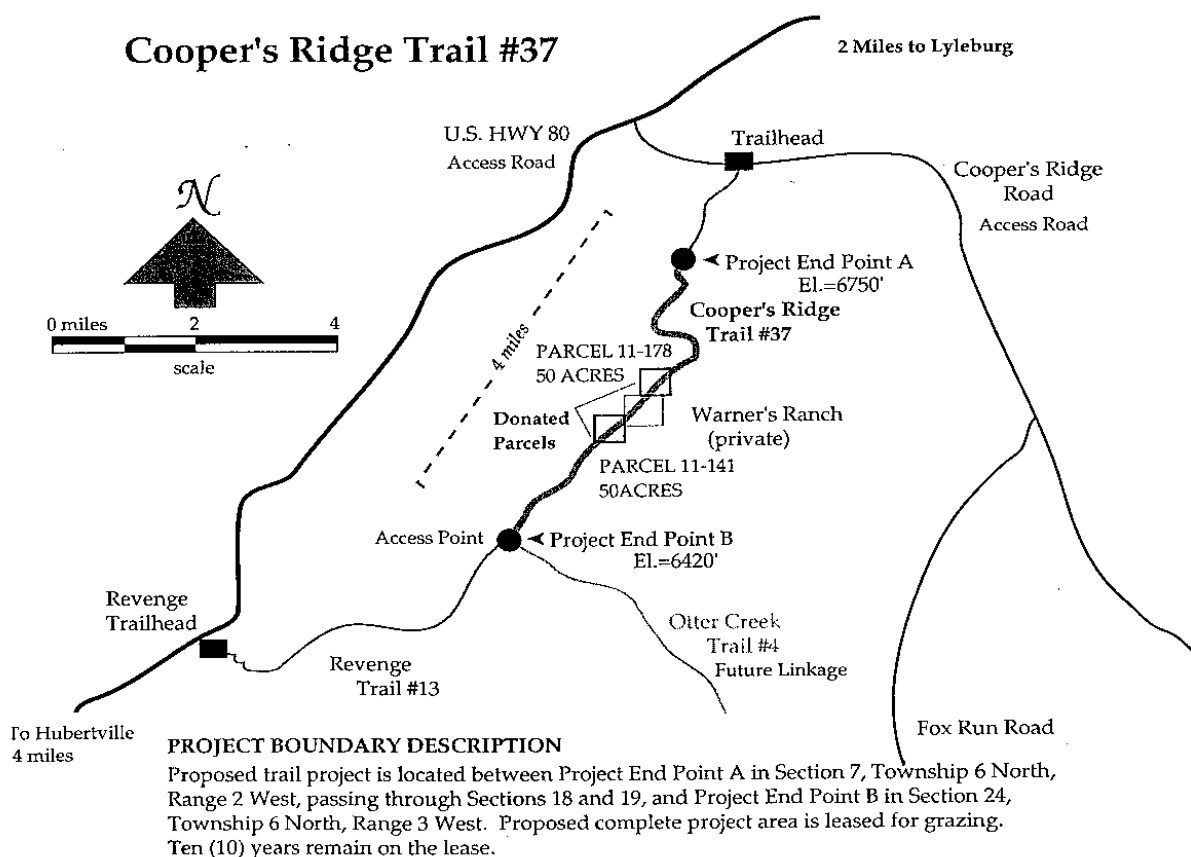 Cooper's Ridge Trail #37
2 Miles to Lyleburg
U.S. HWY 80
Access Road
Trailhead
Cooper's Ridge
Road
Access Road
N
0 miles 2 4
scale
4 miles
Project End Point A
El.=6750'
Cooper's Ridge
Trail #37
PARCEL 11-178
50 ACRES
Donated
Parcels
Warner's Ranch
(private)
PARCEL 11-141
50ACRES
Access Point
Project End Point B
El.=6420'
Revenge
Trailhead
Revenge
Trail #13
Otter Creek
Trail #4
Future Linkage
Fox Run Road
To Hubertville
4 miles
PROJECT BOUNDARY DESCRIPTION
Proposed trail project is located between Project End Point A in Section 7, Township 6 North,
Range 2 West, passing through Sections 18 and 19, and Project End Point B in Section 24,
Township 6 North, Range 3 West. Proposed complete project area is leased for grazing.
Ten (10) years remain on the lease.